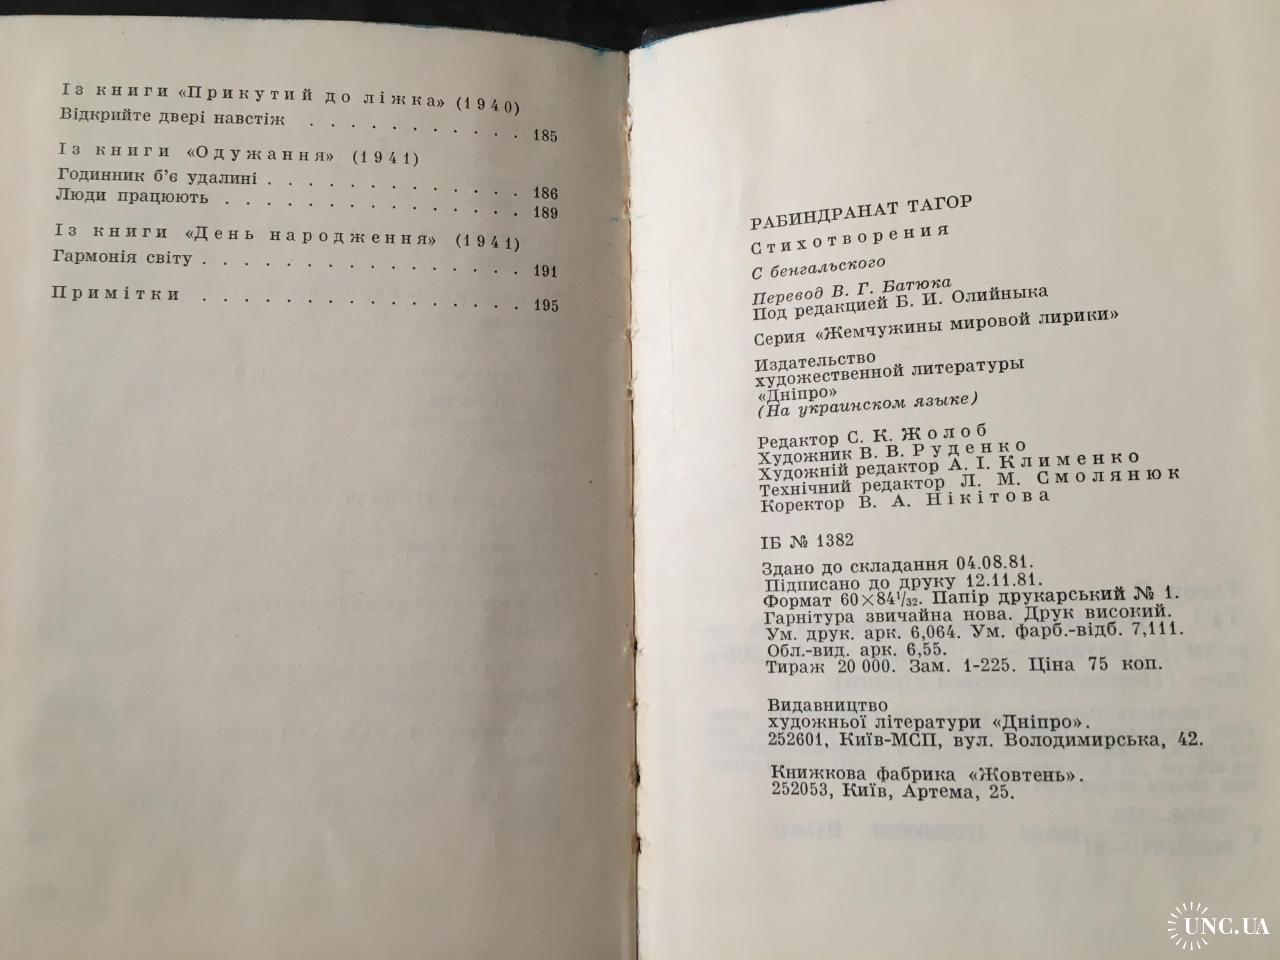 Із книги «Прикутий до ліжка» (1940)
Відкрийте двері навстіж . . . . . . . . . . . 185
Із книги «Одужання» (1941)
Годинник б'є удалині . . . . . . . . . . . . . 186
Люди працюють . . . . . . . . . . . . . . . 189
Із книги «День народження» (1941)
Гармонія світу . . . . . . . . . . . . . . . . 191
Примітки . . . . . . . . . . . . . . . . 195
РАБИНДРАНАТ ТАГОР
Стихотворения
С бенгальского
Перевод В. Г. Батюка
Под редакцией Б. И. Олийныка
Серия «Жемчужины мировой лирики»
Издательство
художественной литературы
«Дніпро»
(На украинском языке)
Редактор С. К. Жолоб
Художник В. В. Руденко
Художній редактор А. І. Клименко
Технічний редактор Л. М. Смолянюк
Коректор В. А. Нікітова
ІБ № 1382
Здано до складання 04.08.81.
Підписано до друку 12.11.81.
Формат 60×84¹/₃₂. Папір друкарський № 1.
Гарнітура звичайна нова. Друк високий.
Ум. друк. арк. 6,064. Ум. фарб.-відб. 7,111.
Обл.-вид. арк. 6,55.
Тираж 20 000. Зам. 1-225. Ціна 75 коп.
Видавництво
художньої літератури «Дніпро».
252601, Київ-МСП, вул. Володимирська, 42.
Книжкова фабрика «Жовтень».
252053, Київ, Артема, 25.
UNC.UA